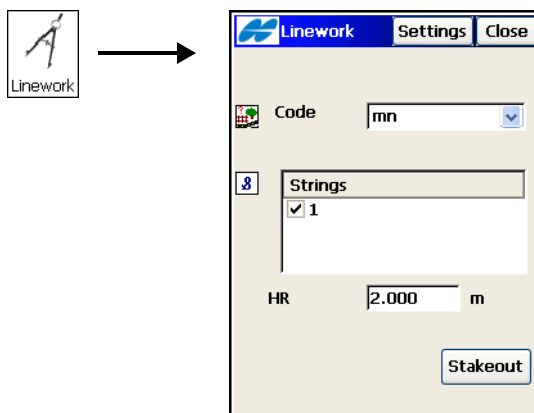 Linework
Linework Settings Close
Code mn
Strings
1
HR 2.000 m
Stakeout